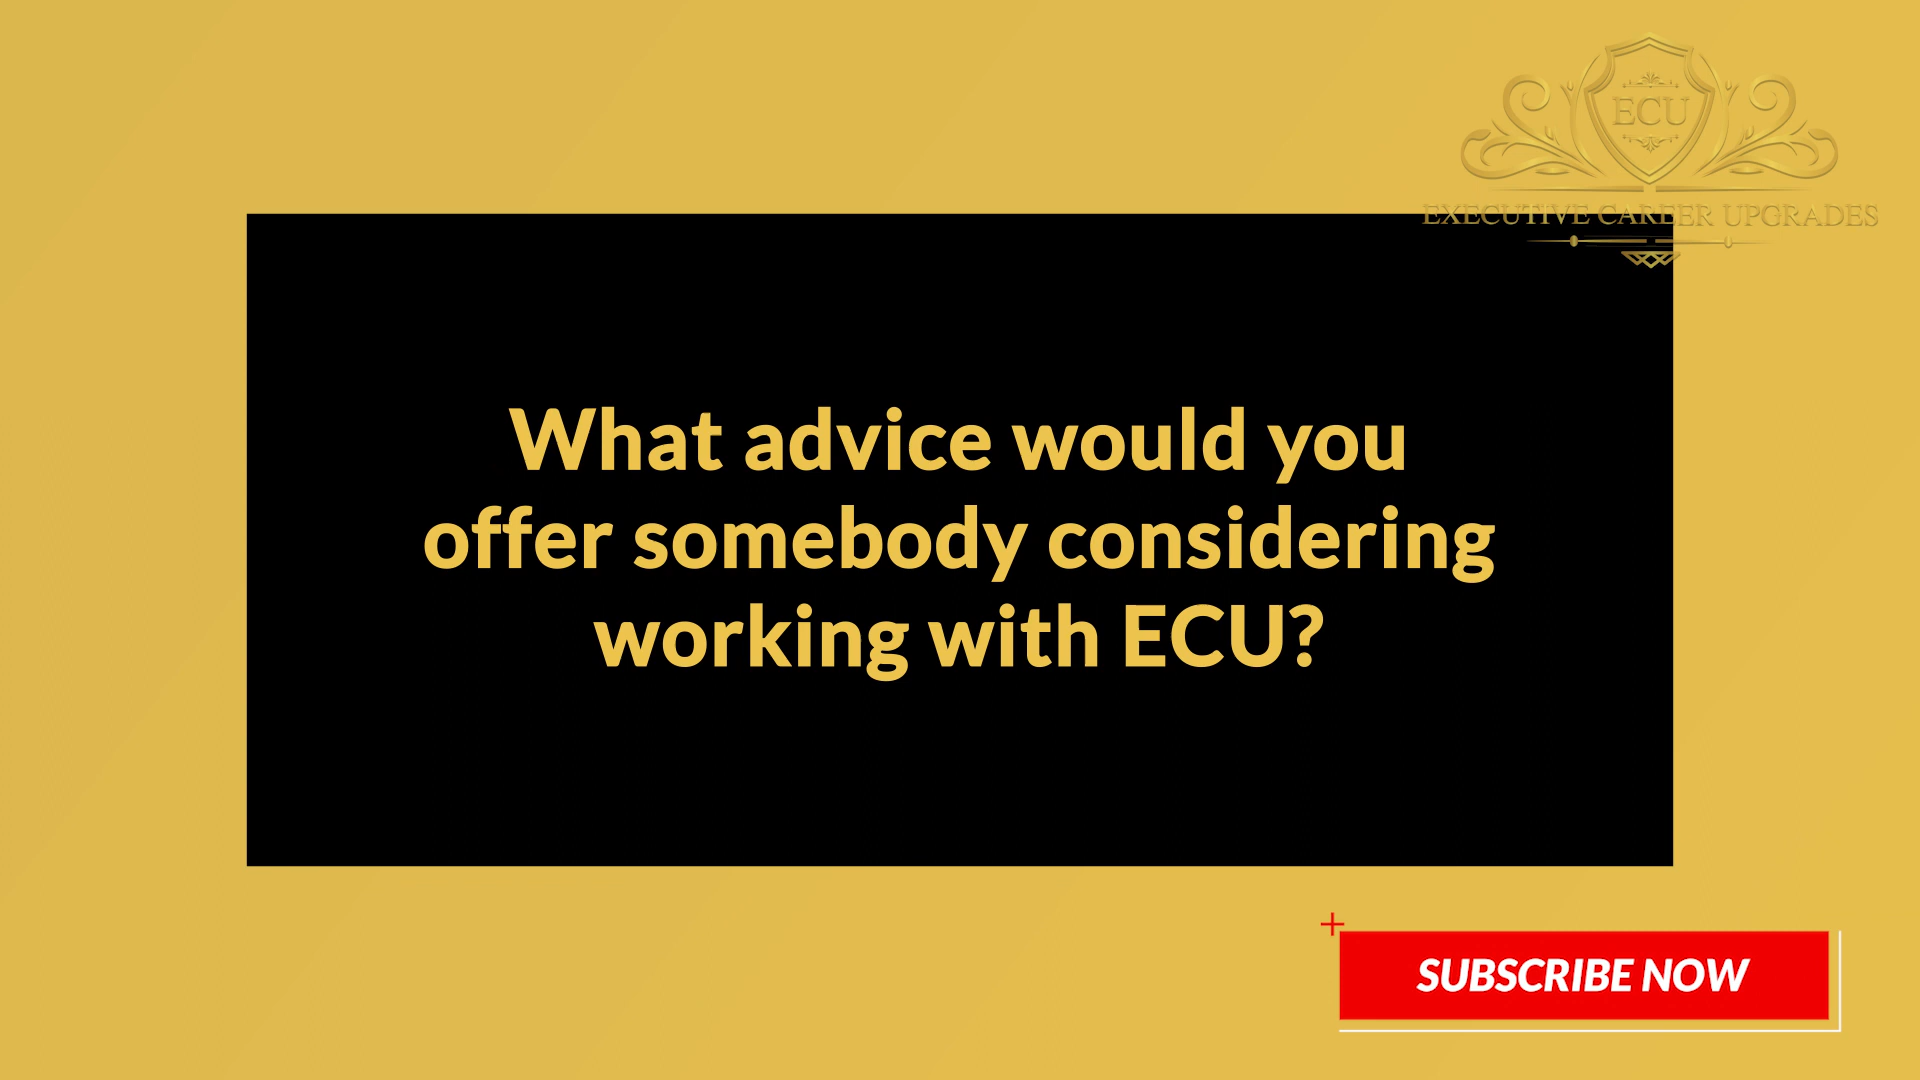 ECU
EXECUTIVE CAREER UPGRADES
What advice would you
offer somebody considering
working with ECU?
SUBSCRIBE NOW